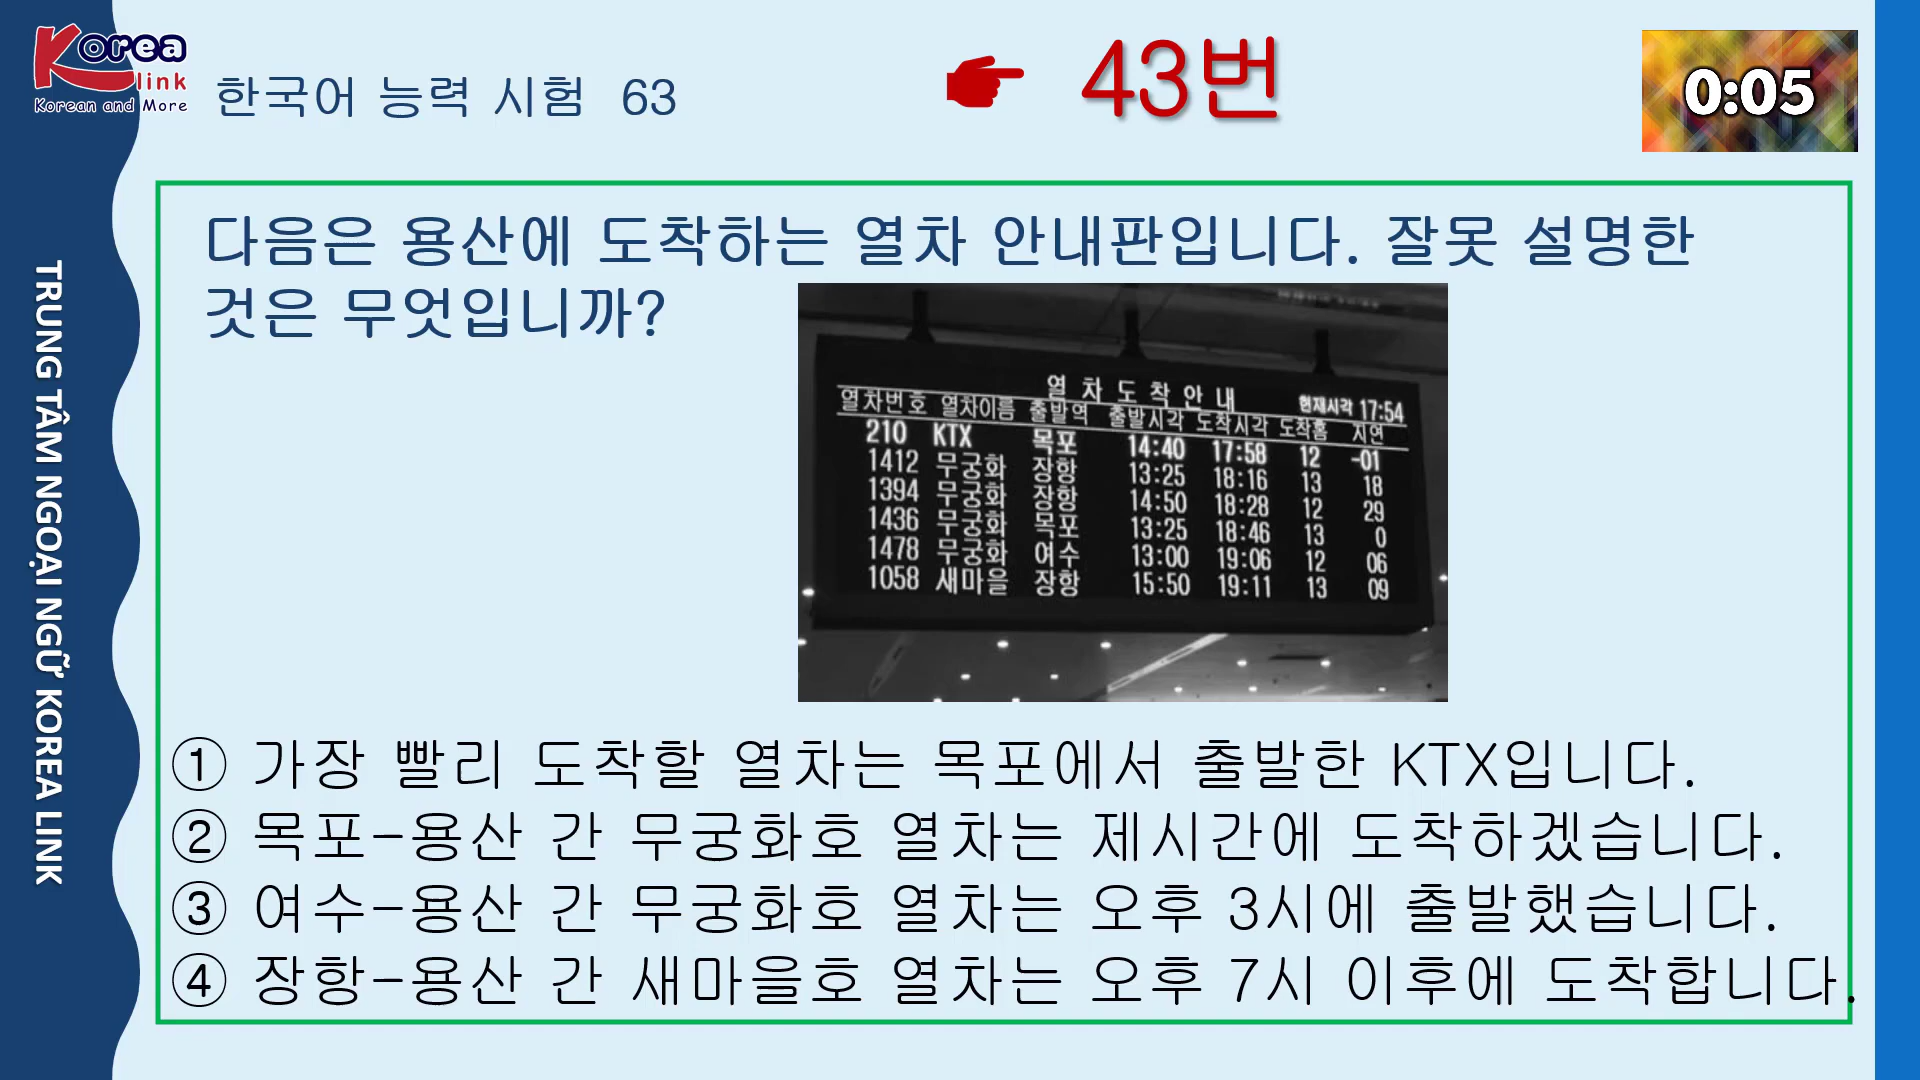 Korea
link
Korean and More
한국어 능력 시험 63
43번
0:05
TRUNG TÂM NGOẠI NGỮ KOREA LINK
다음은 용산에 도착하는 열차 안내판입니다. 잘못 설명한
것은 무엇입니까?
열차도착안내
현재시각 17:54
열차번호 열차이름 출발역 출발시각 도착시각 도착홈 지연
210 KTX 목포 14:40 17:58 12 -01
1412 무궁화 장항 13:25 18:16 13 18
1394 무궁화 장항 14:50 18:28 12 29
1436 무궁화 목포 13:25 18:46 13 0
1478 무궁화 여수 13:00 19:06 12 06
1058 새마을 장항 15:50 19:11 13 09
① 가장 빨리 도착할 열차는 목포에서 출발한 KTX입니다.
② 목포-용산 간 무궁화호 열차는 제시간에 도착하겠습니다.
③ 여수-용산 간 무궁화호 열차는 오후 3시에 출발했습니다.
④ 장항-용산 간 새마을호 열차는 오후 7시 이후에 도착합니다.